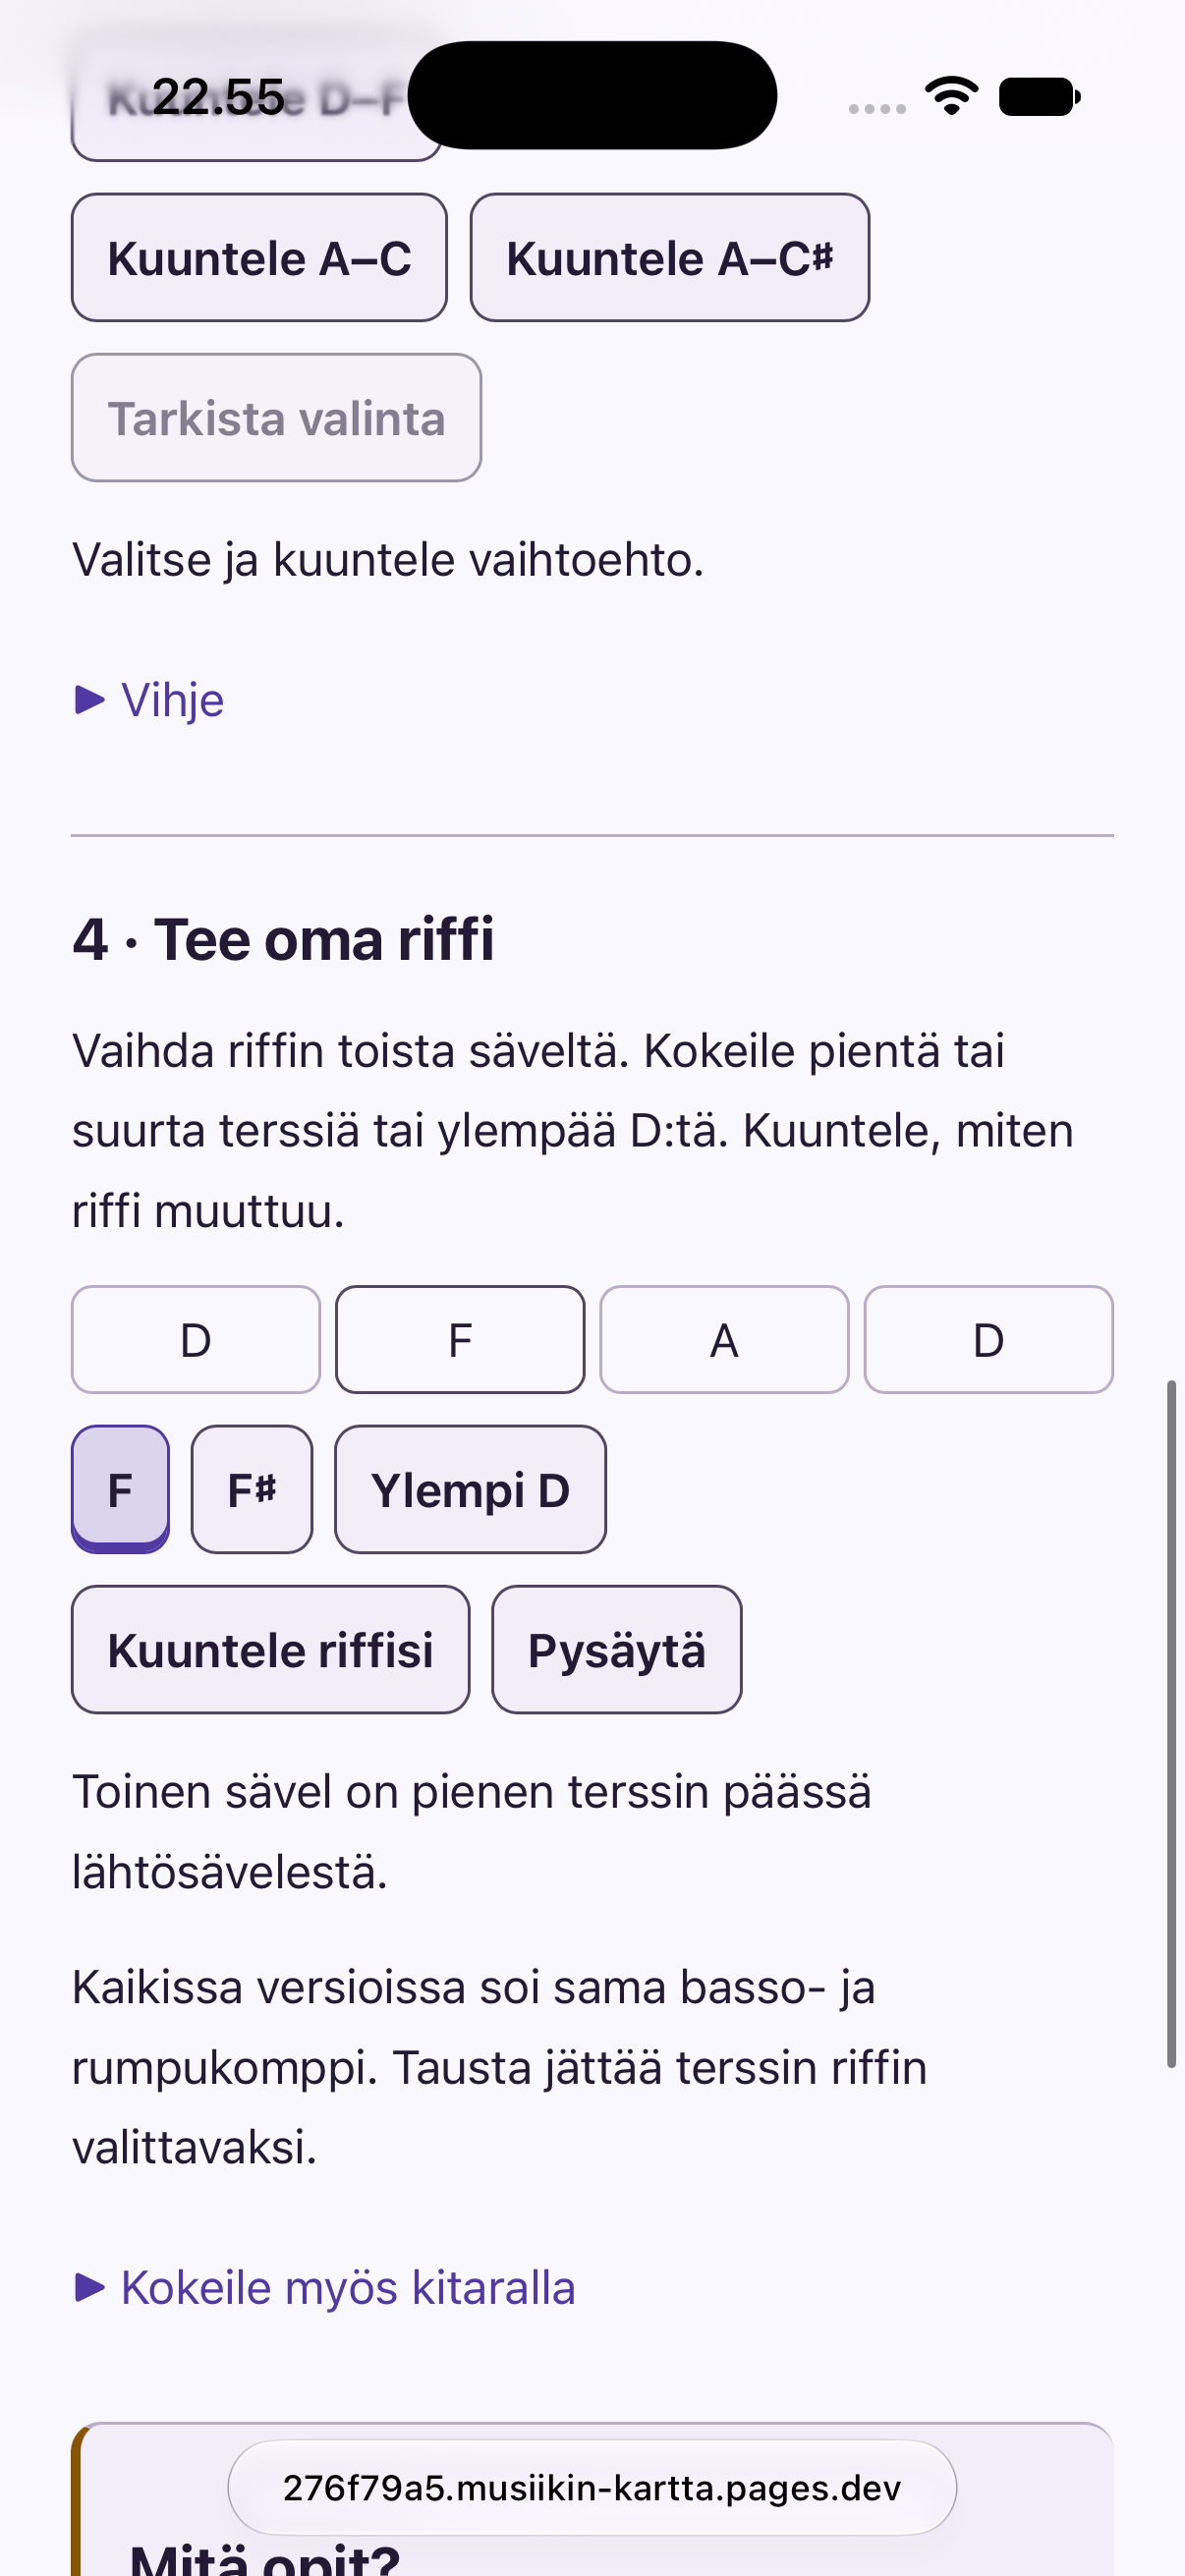 22.55
Kuuntele D–F
Kuuntele A–C
Kuuntele A–C♯
Tarkista valinta
Valitse ja kuuntele vaihtoehto.
▶ Vihje
4 · Tee oma riffi
Vaihda riffin toista säveltä. Kokeile pientä tai
suurta terssiä tai ylempää D:tä. Kuuntele, miten
riffi muuttuu.
D
F
A
D
F
F♯
Ylempi D
Kuuntele riffisi
Pysäytä
Toinen sävel on pienen terssin päässä
lähtösävelestä.
Kaikissa versioissa soi sama basso- ja
rumpukomppi. Tausta jättää terssin riffin
valittavaksi.
▶ Kokeile myös kitaralla
276f79a5.musiikin-kartta.pages.dev
Mitä opit?